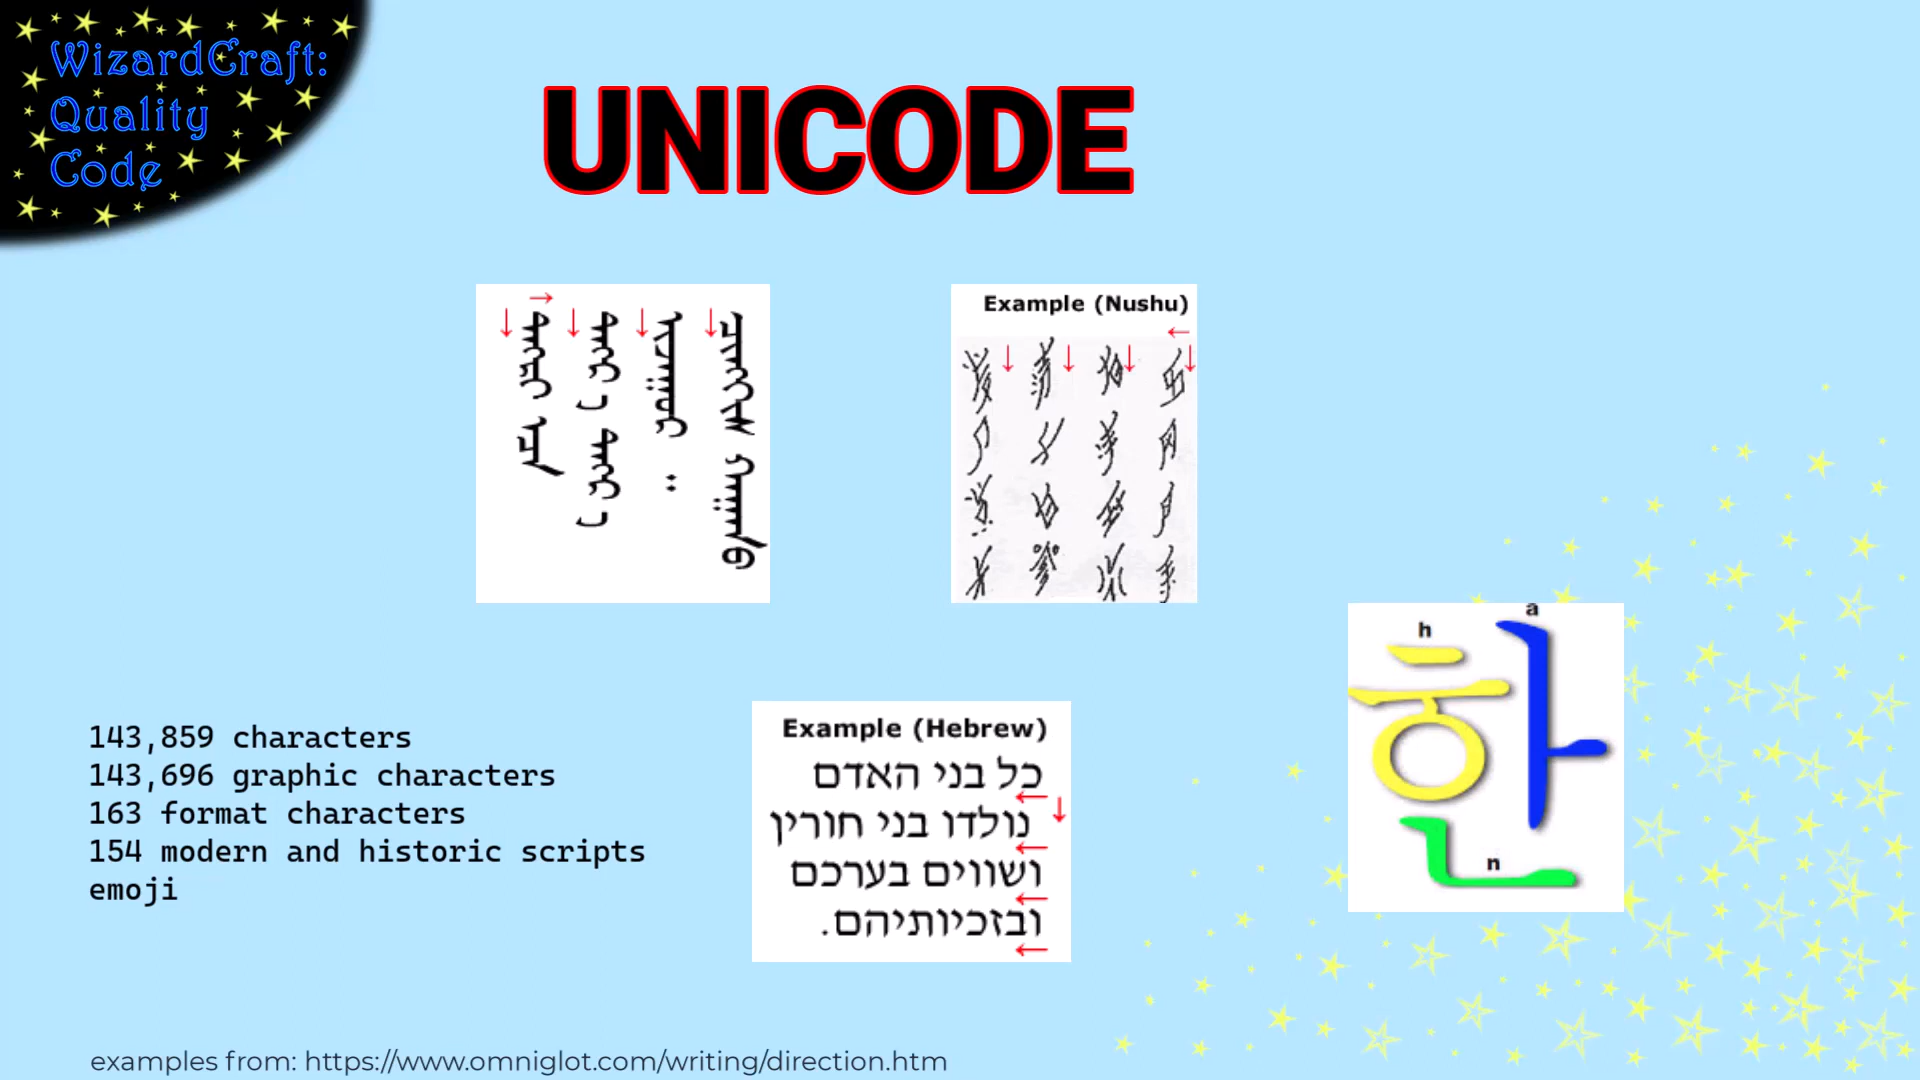 WizardCraft:
Quality
Code
UNICODE
Example (Nushu)
143,859 characters
143,696 graphic characters
163 format characters
154 modern and historic scripts
emoji
Example (Hebrew)
כל בני האדם
נולדו בני חורין
ושווים בערכם
ובזכיותיהם.
h
a
한
n
examples from: https://www.omniglot.com/writing/direction.htm